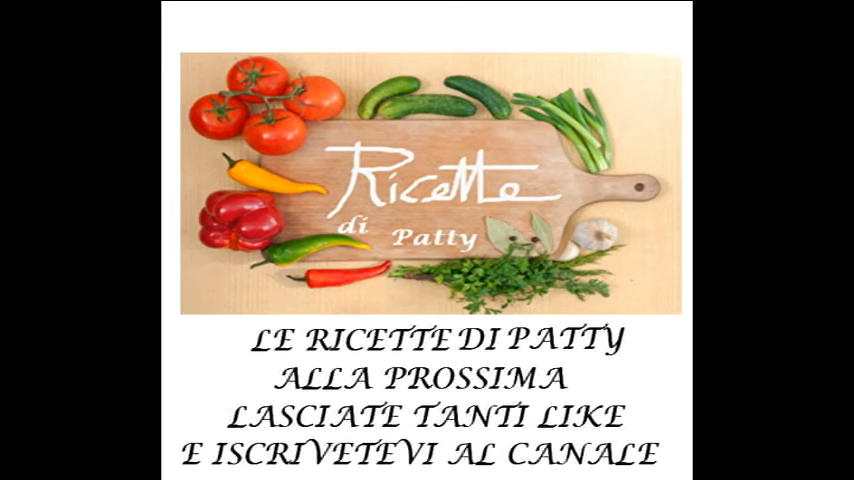 Ricette
di Patty
LE RICETTE DI PATTY
ALLA PROSSIMA
LASCIATE TANTI LIKE
E ISCRIVETEVI AL CANALE